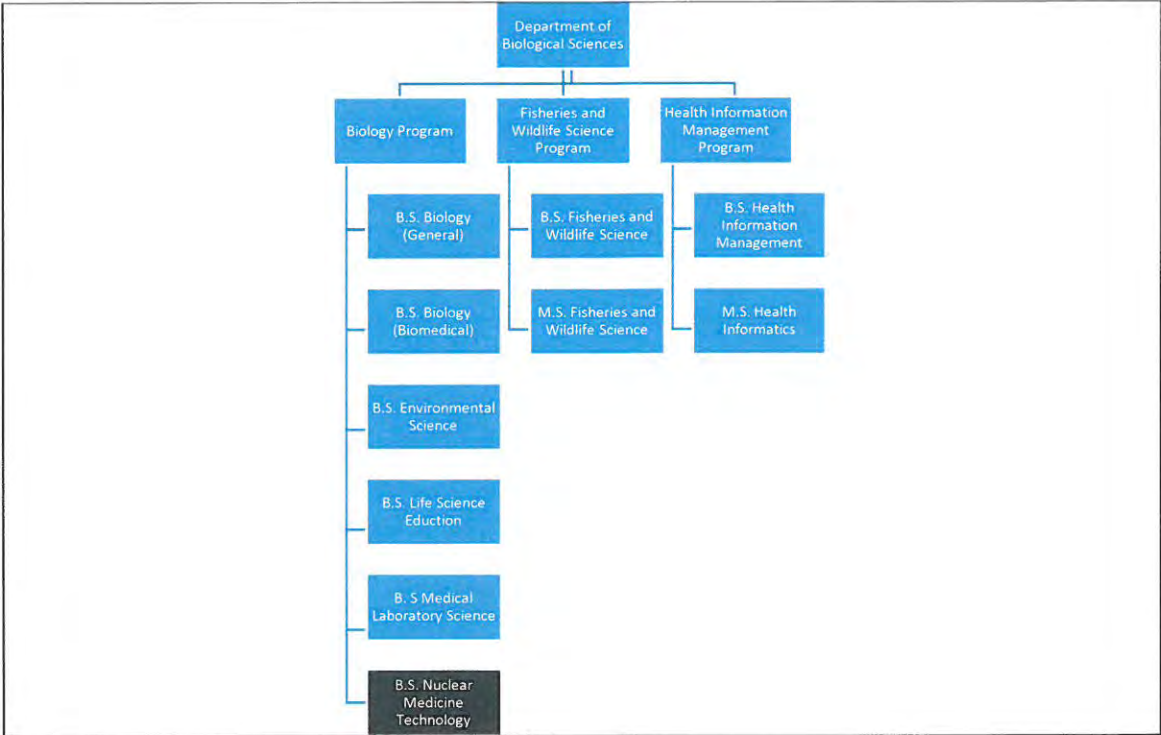 Department of
Biological Sciences
Biology Program
Fisheries and
Wildlife Science
Program
Health Information
Management
Program
B.S. Biology
(General)
B.S. Fisheries and
Wildlife Science
B.S. Health
Information
Management
B.S. Biology
(Biomedical)
M.S. Fisheries and
Wildlife Science
M.S. Health
Informatics
B.S. Environmental
Science
B.S. Life Science
Eduction
B. S Medical
Laboratory Science
B.S. Nuclear
Medicine
Technology